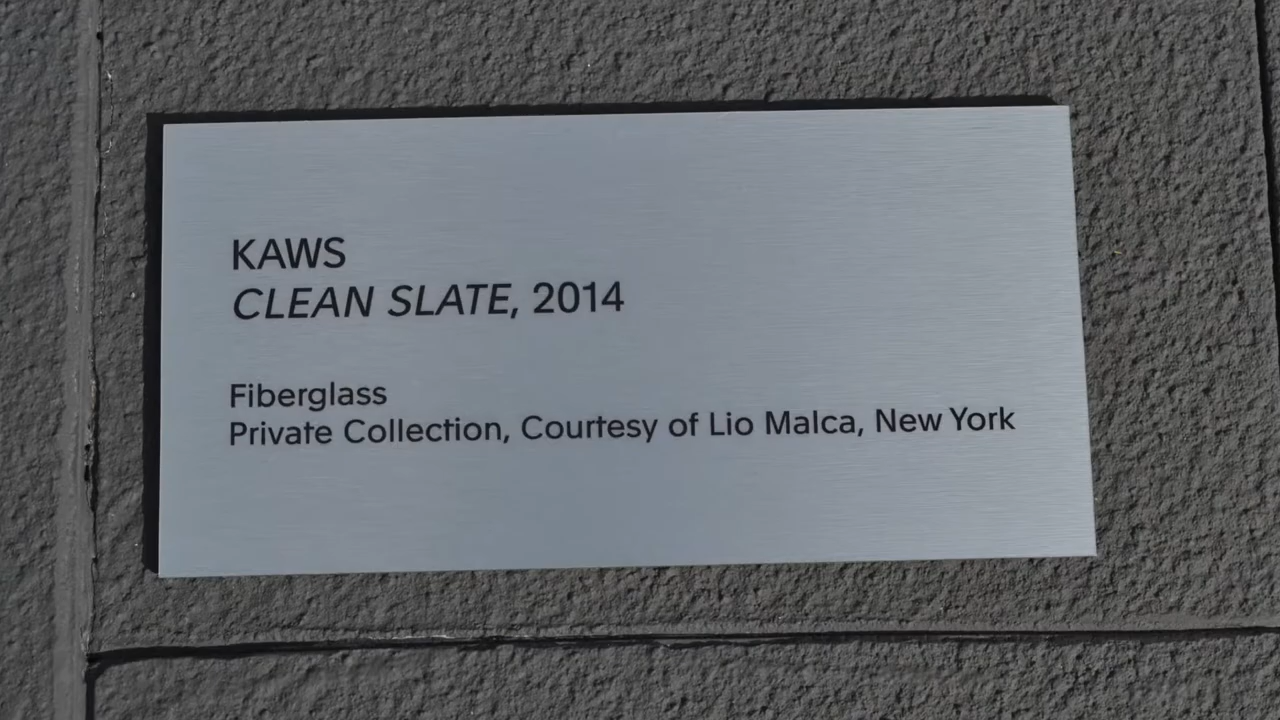 KAWS
CLEAN SLATE, 2014
Fiberglass
Private Collection, Courtesy of Lio Malca, New York